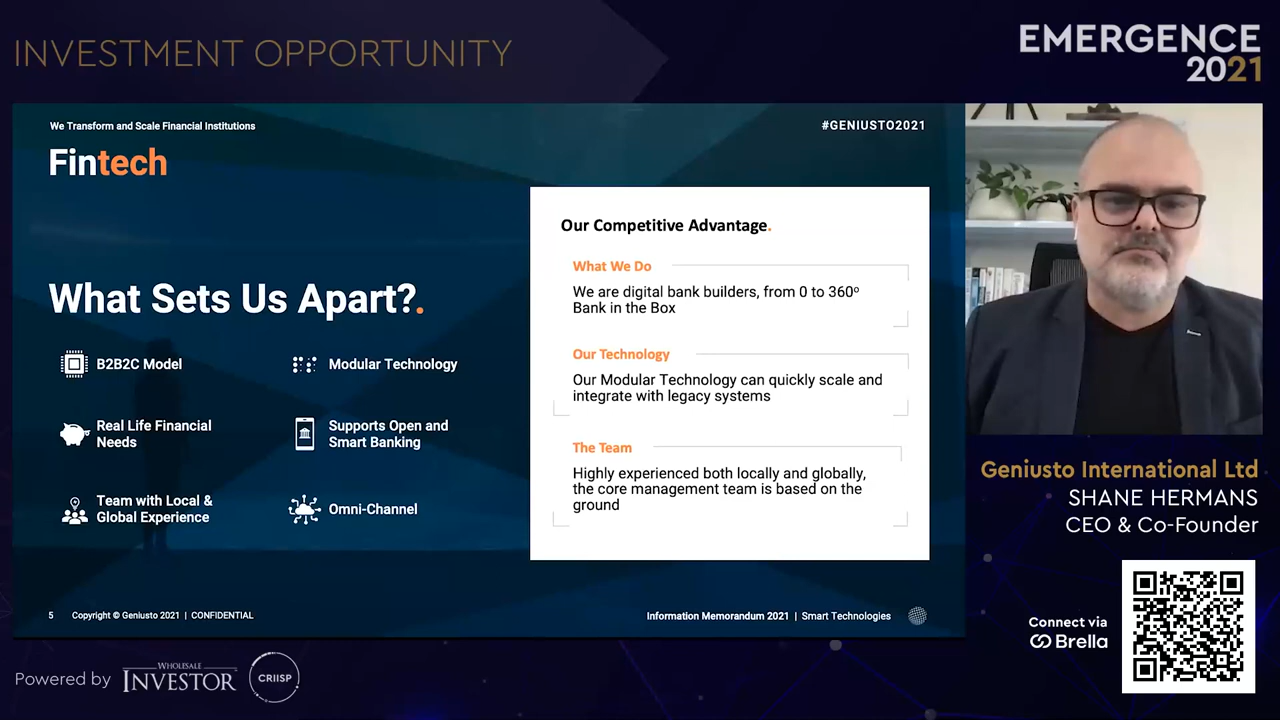 INVESTMENT OPPORTUNITY
EMERGENCE
2021
We Transform and Scale Financial Institutions
#GENIUSTO2021
Fintech
What Sets Us Apart?.
B2B2C Model
Modular Technology
Real Life Financial
Needs
Supports Open and
Smart Banking
Team with Local &
Global Experience
Omni-Channel
Our Competitive Advantage.
What We Do
We are digital bank builders, from 0 to 360º
Bank in the Box
Our Technology
Our Modular Technology can quickly scale and
integrate with legacy systems
The Team
Highly experienced both locally and globally,
the core management team is based on the
ground
5 Copyright © Geniusto 2021 | CONFIDENTIAL
Information Memorandum 2021 | Smart Technologies
Geniusto International Ltd
SHANE HERMANS
CEO & Co-Founder
Connect via
Brella
Powered by
WHOLESALE
INVESTOR
CRIISP